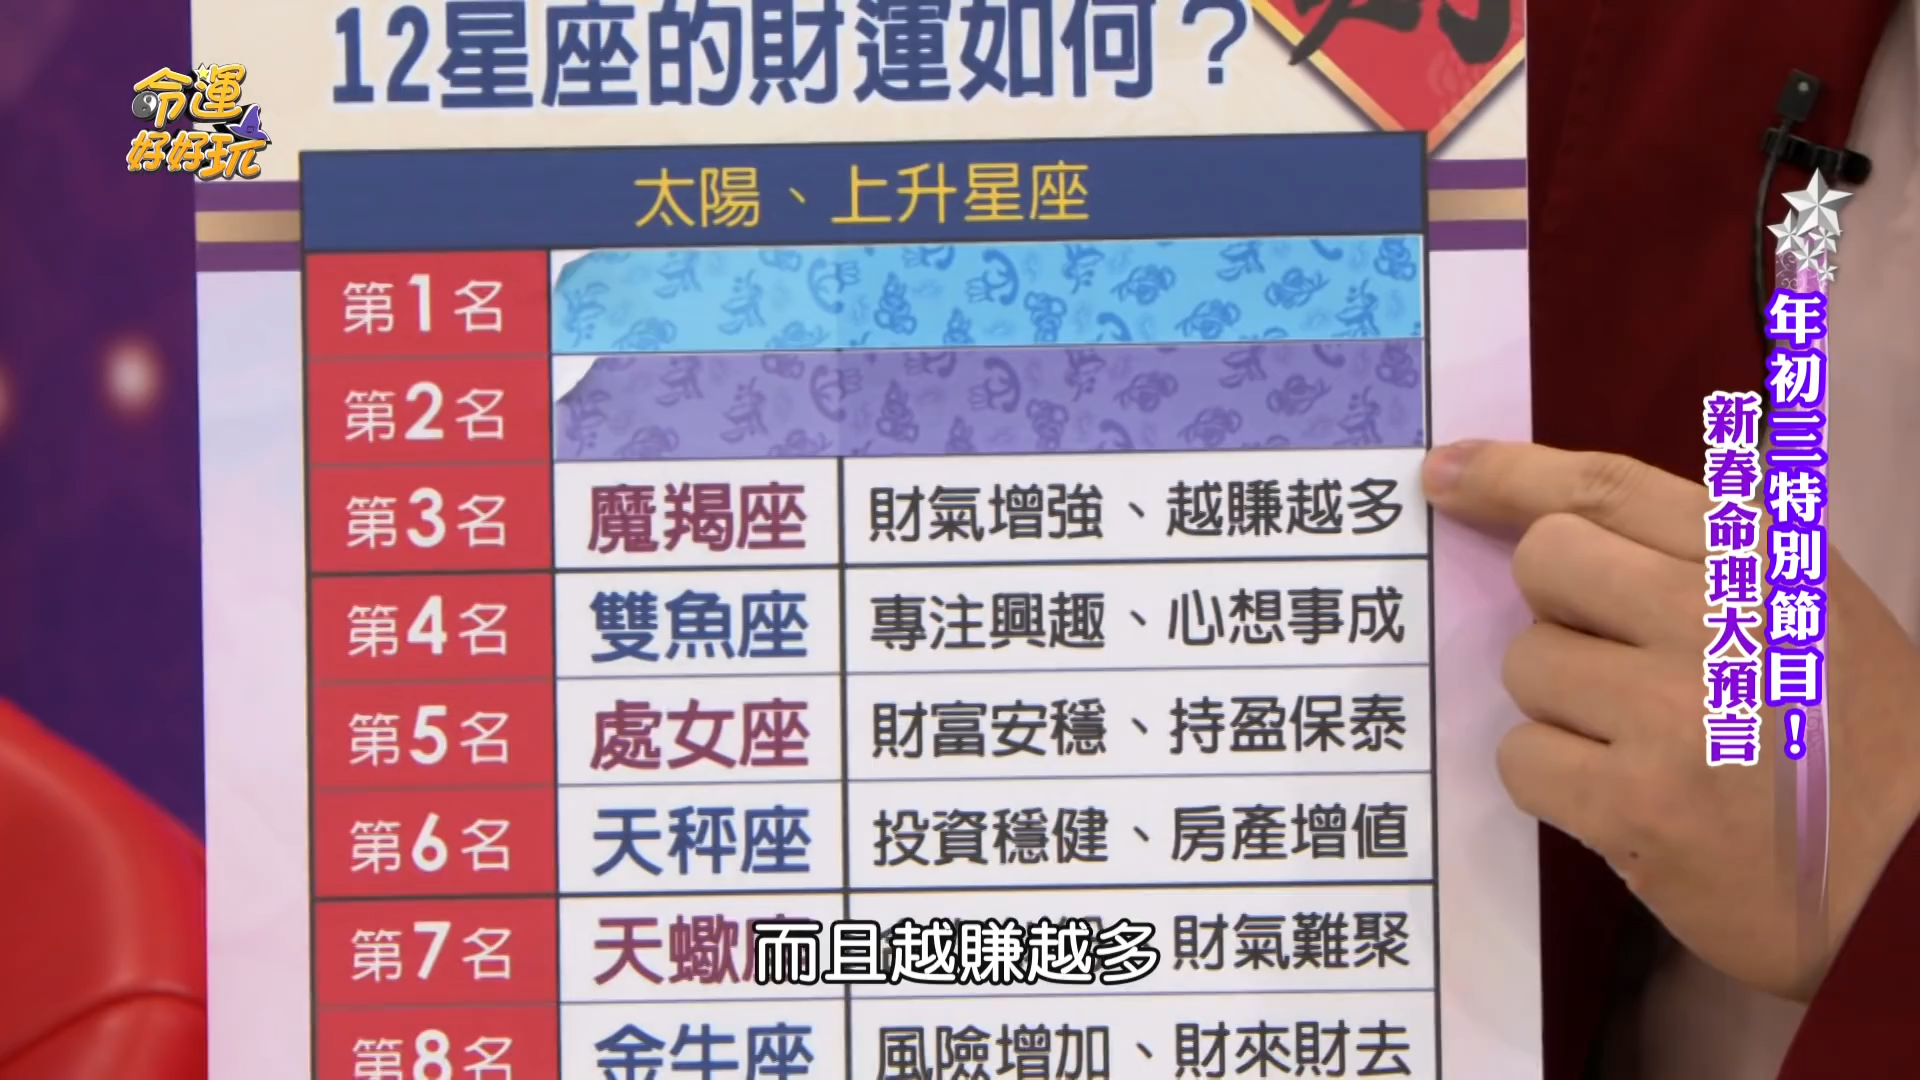 12星座的財運如何？
命運
好好玩
太陽、上升星座
第1名
第2名
第3名 魔羯座 財氣增強、越賺越多
第4名 雙魚座 專注興趣、心想事成
第5名 處女座 財富安穩、持盈保泰
第6名 天秤座 投資穩健、房產增值
第7名 天蠍座 財氣難聚
第8名 金牛座 風險增加、財來財去
而且越賺越多
年初三特別節目！
新春命理大預言